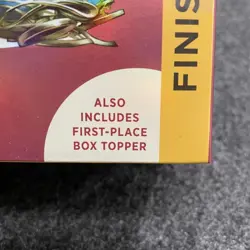 ALSO
INCLUDES
FIRST-PLACE
BOX TOPPER
FINIS